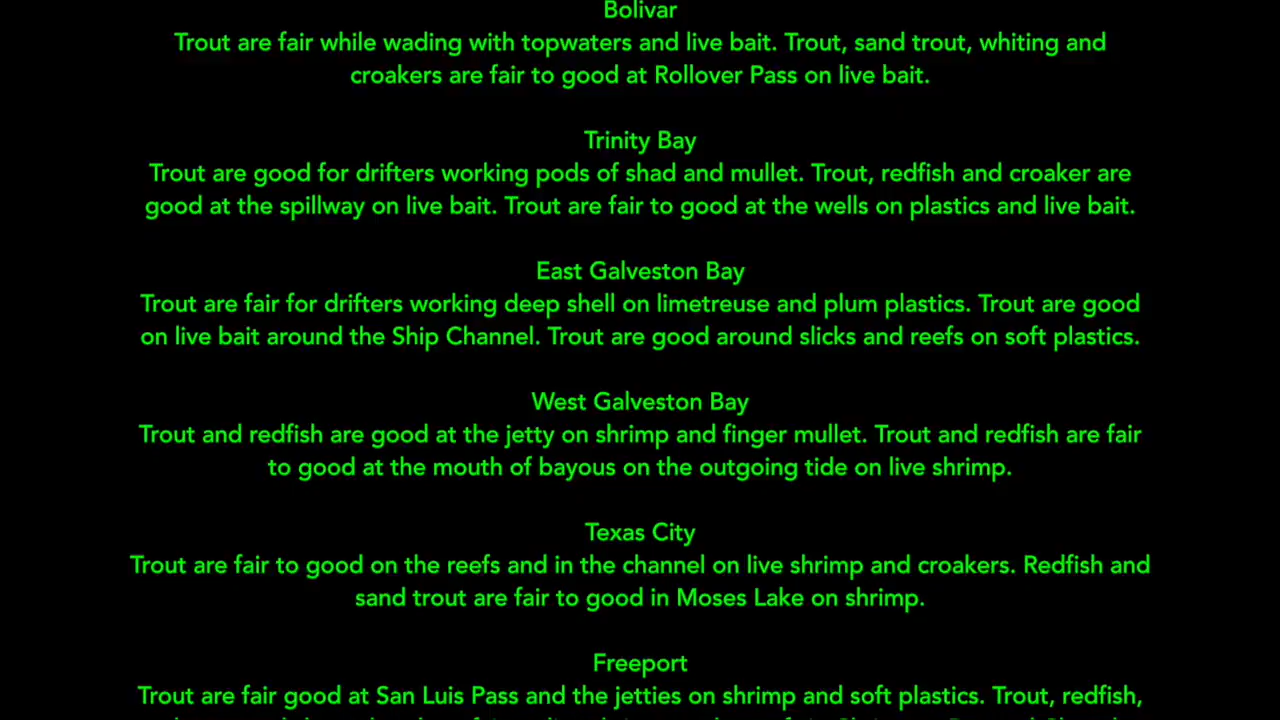 Bolivar
Trout are fair while wading with topwaters and live bait. Trout, sand trout, whiting and
croakers are fair to good at Rollover Pass on live bait.
Trinity Bay
Trout are good for drifters working pods of shad and mullet. Trout, redfish and croaker are
good at the spillway on live bait. Trout are fair to good at the wells on plastics and live bait.
East Galveston Bay
Trout are fair for drifters working deep shell on limetreuse and plum plastics. Trout are good
on live bait around the Ship Channel. Trout are good around slicks and reefs on soft plastics.
West Galveston Bay
Trout and redfish are good at the jetty on shrimp and finger mullet. Trout and redfish are fair
to good at the mouth of bayous on the outgoing tide on live shrimp.
Texas City
Trout are fair to good on the reefs and in the channel on live shrimp and croakers. Redfish and
sand trout are fair to good in Moses Lake on shrimp.
Freeport
Trout are fair good at San Luis Pass and the jetties on shrimp and soft plastics. Trout, redfish,